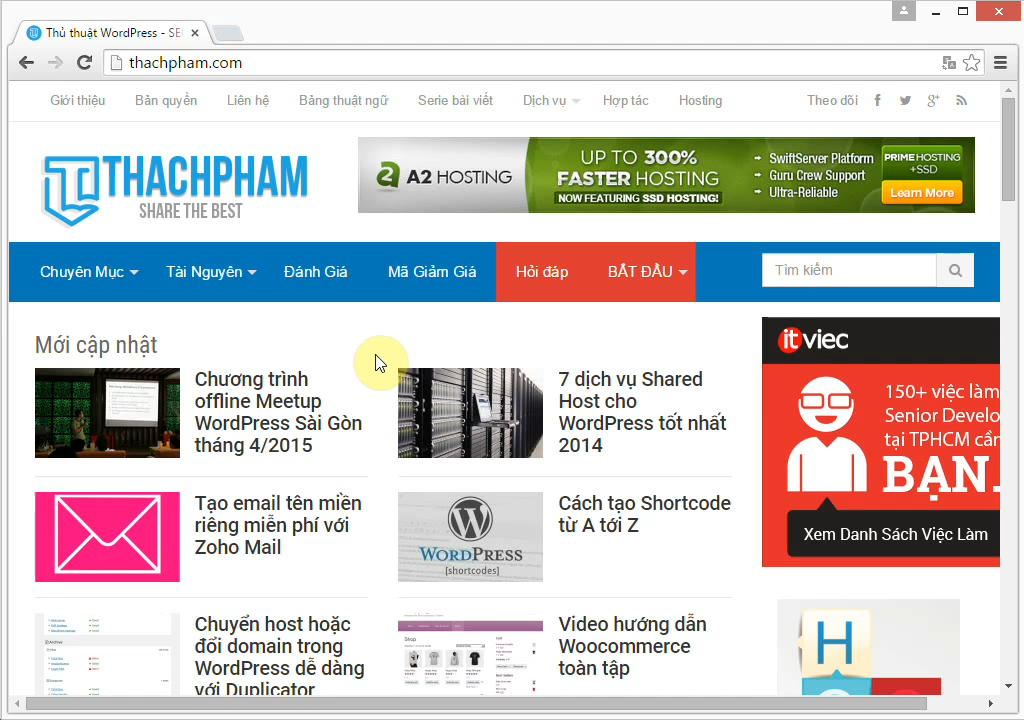 Thủ thuật WordPress - SE
thachpham.com
Giới thiệu Bản quyền Liên hệ Bảng thuật ngữ Serie bài viết Dịch vụ Hợp tác Hosting Theo dõi
THACHPHAM
SHARE THE BEST
A2 HOSTING
UP TO 300%
FASTER HOSTING
NOW FEATURING SSD HOSTING!
SwiftServer Platform
Guru Crew Support
Ultra-Reliable
PRIME HOSTING
+SSD
Learn More
Chuyên Mục Tài Nguyên Đánh Giá Mã Giảm Giá Hỏi đáp BẮT ĐẦU Tìm kiếm
Mới cập nhật
Chương trình
offline Meetup
WordPress Sài Gòn
tháng 4/2015
7 dịch vụ Shared
Host cho
WordPress tốt nhất
2014
Tạo email tên miền
riêng miễn phí với
Zoho Mail
WORDPRESS
[shortcodes]
Cách tạo Shortcode
từ A tới Z
Chuyển host hoặc
đổi domain trong
WordPress dễ dàng
với Duplicator
Shop
Video hướng dẫn
Woocommerce
toàn tập
itviec
150+ việc làm
Senior Develo
tại TPHCM cần
BẠN.
Xem Danh Sách Việc Làm
H